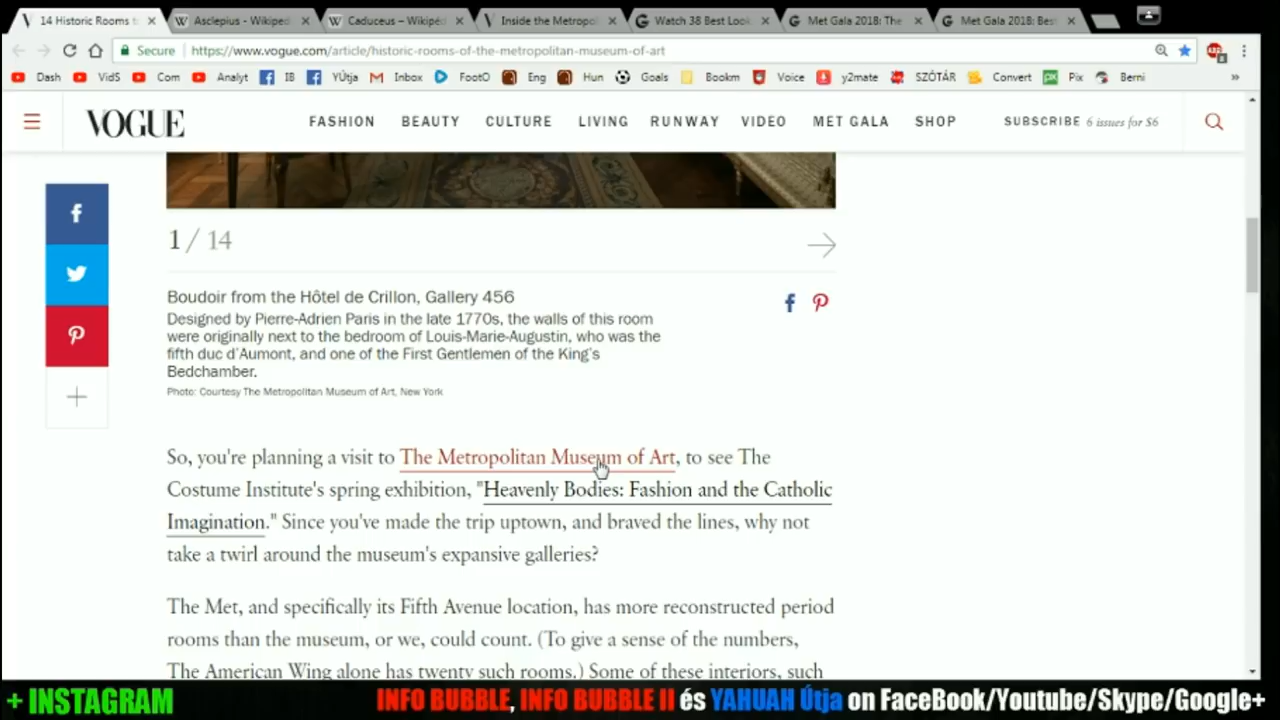 14 Historic Rooms t
Asclepius - Wikiped
Caduceus – Wikipéd
Inside the Metropol
Watch 38 Best Look
Met Gala 2018: The
Met Gala 2018: Bes
Secure
https://www.vogue.com/article/historic-rooms-of-the-metropolitan-museum-of-art
Dash
VidS
Com
Analyt
IB
YÚtja
Inbox
FootO
Eng
Hun
Goals
Bookm
Voice
y2mate
SZÓTÁR
Convert
Pix
Berni
VOGUE
FASHION
BEAUTY
CULTURE
LIVING
RUNWAY
VIDEO
MET GALA
SHOP
SUBSCRIBE 6 issues for $6
1 / 14
Boudoir from the Hôtel de Crillon, Gallery 456
Designed by Pierre-Adrien Paris in the late 1770s, the walls of this room
were originally next to the bedroom of Louis-Marie-Augustin, who was the
fifth duc d'Aumont, and one of the First Gentlemen of the King's
Bedchamber.
Photo: Courtesy The Metropolitan Museum of Art, New York
So, you're planning a visit to The Metropolitan Museum of Art, to see The
Costume Institute's spring exhibition, "Heavenly Bodies: Fashion and the Catholic
Imagination." Since you've made the trip uptown, and braved the lines, why not
take a twirl around the museum's expansive galleries?
The Met, and specifically its Fifth Avenue location, has more reconstructed period
rooms than the museum, or we, could count. (To give a sense of the numbers,
The American Wing alone has twenty such rooms.) Some of these interiors, such
+ INSTAGRAM
INFO BUBBLE, INFO BUBBLE II és YAHUAH Útja on FaceBook/Youtube/Skype/Google+